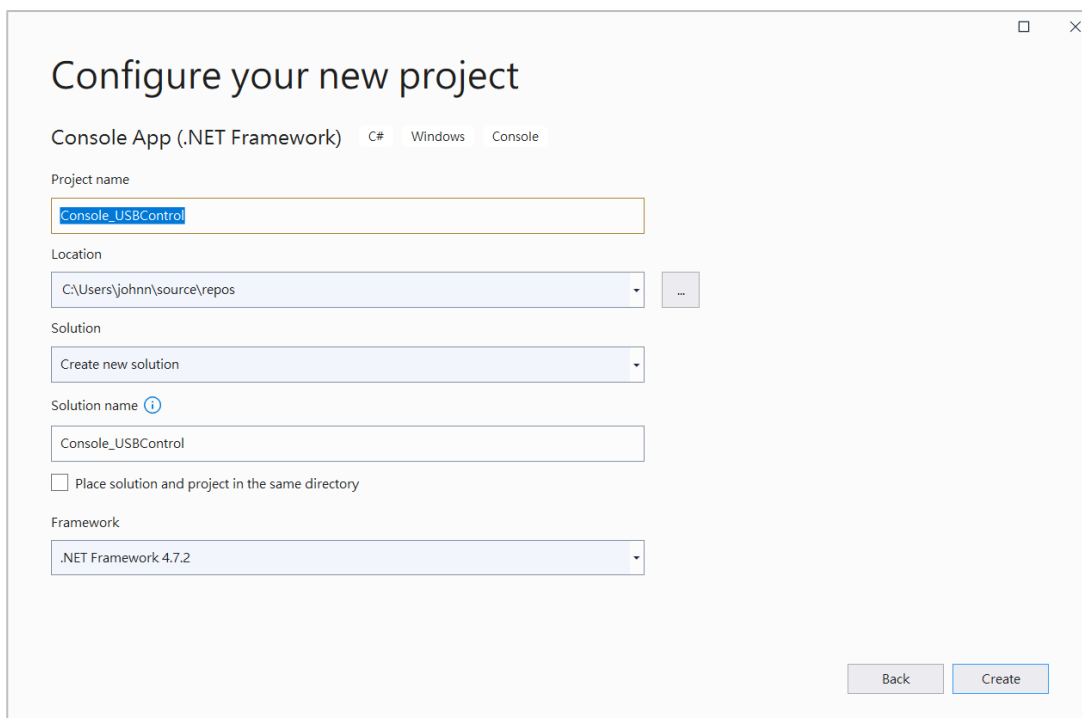 Configure your new project
Console App (.NET Framework) C# Windows Console
Project name
Console_USBControl
Location
C:\Users\johnn\source\repos
...
Solution
Create new solution
Solution name
Console_USBControl
Place solution and project in the same directory
Framework
.NET Framework 4.7.2
Back Create